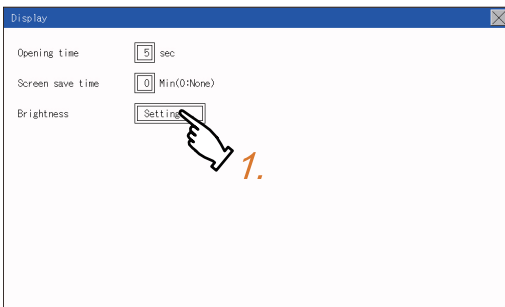 Display
Opening time 5 sec
Screen save time 0 Min(0:None)
Brightness Setting
1.